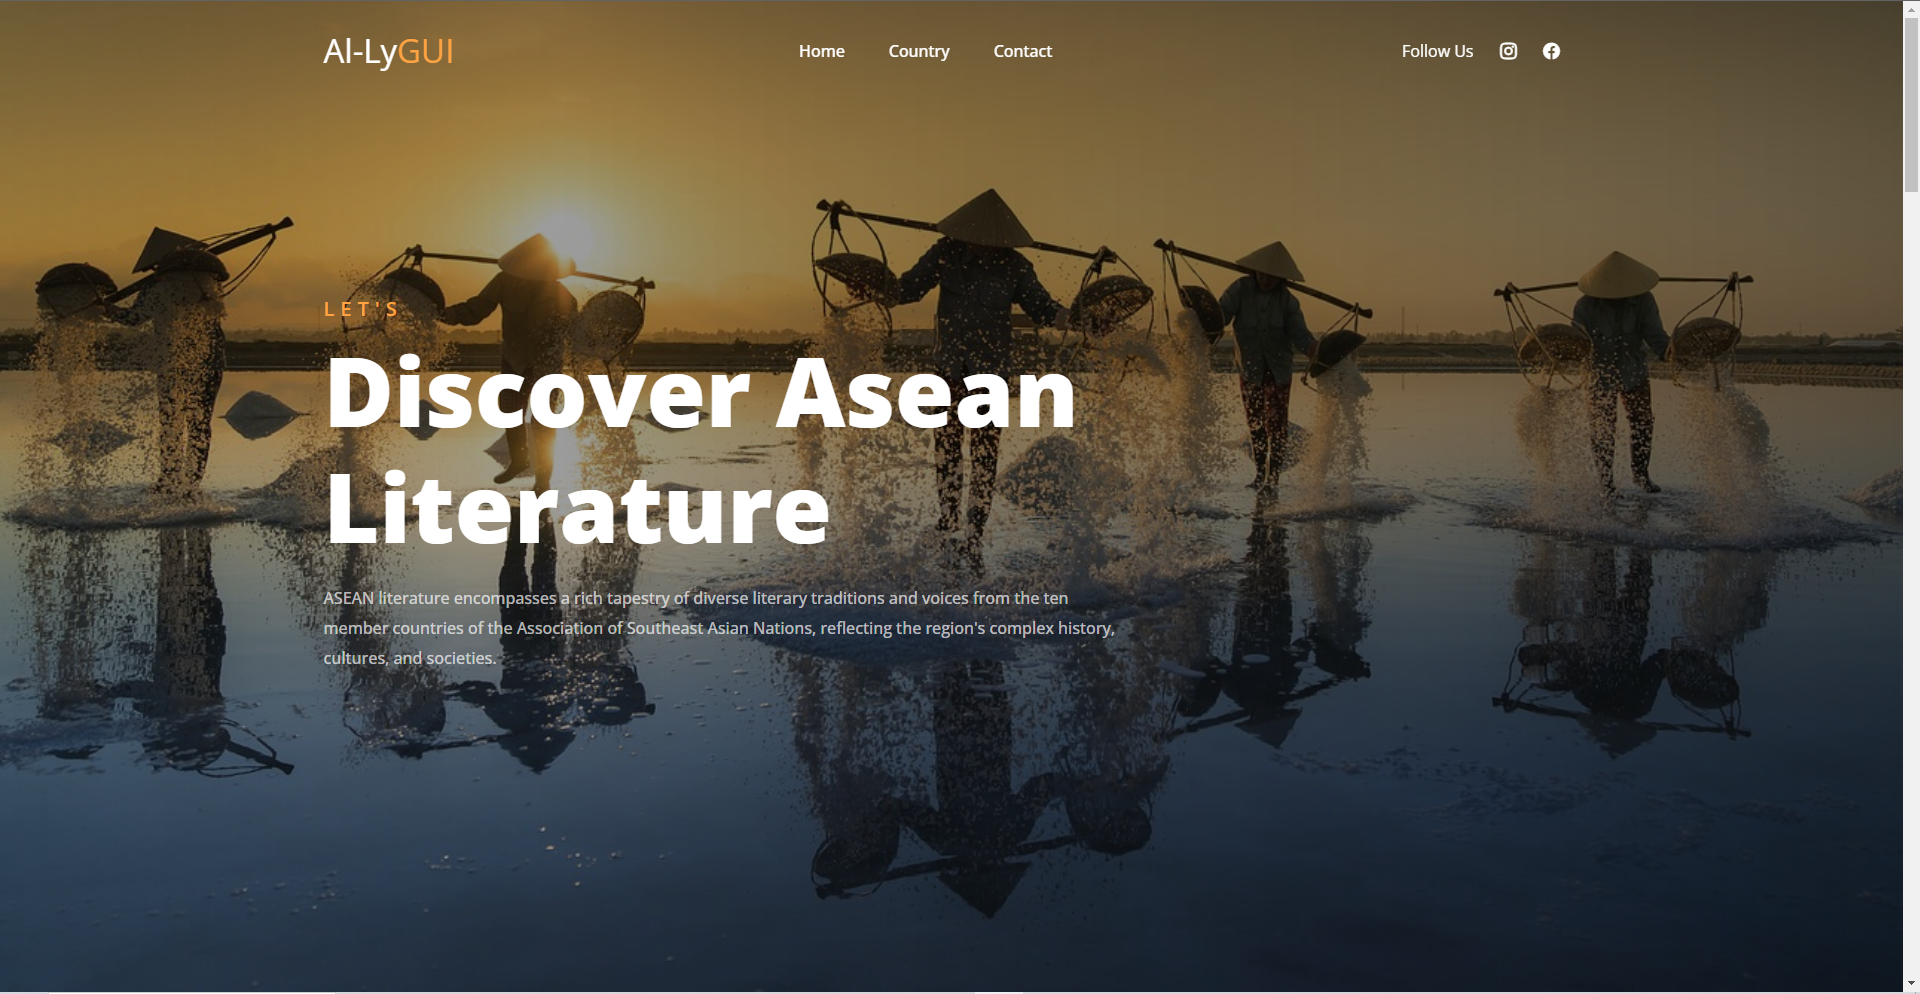 Al-LyGUI
Home Country Contact
Follow Us
LET'S
Discover Asean
Literature
ASEAN literature encompasses a rich tapestry of diverse literary traditions and voices from the ten
member countries of the Association of Southeast Asian Nations, reflecting the region's complex history,
cultures, and societies.